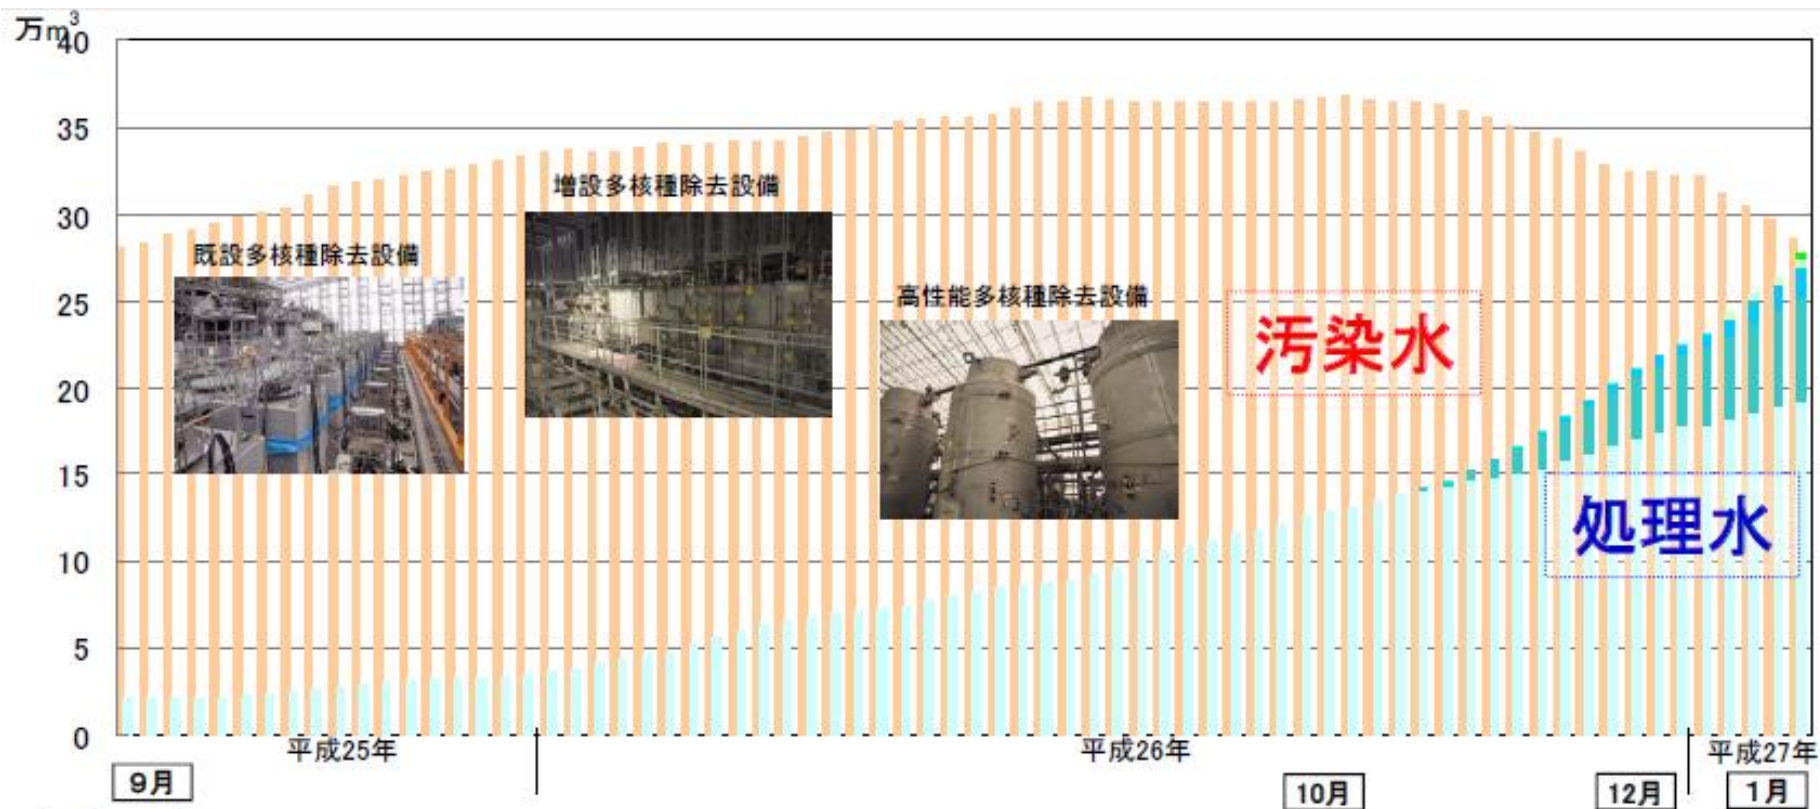 万m³
40
35
30
25
20
15
10
5
0
増設多核種除去設備
既設多核種除去設備
高性能多核種除去設備
汚染水
処理水
平成25年
平成26年
平成27年
9月
10月
12月
1月